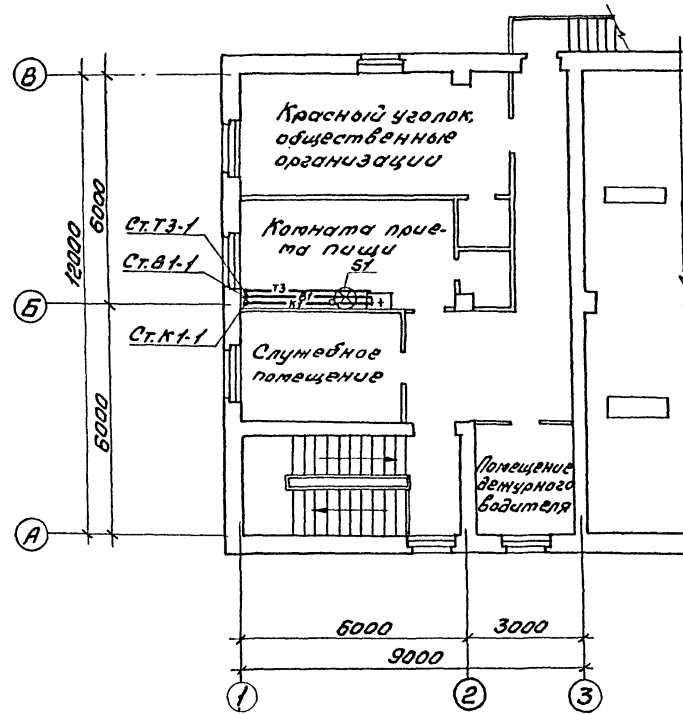 В
Красный уголок,
общественные
организации
6000
12000
Ст.Т3-1
Комната прие-
ма пищи
Ст.В1-1
51
Т3
В1
К1
Б
Ст.К1-1
Служебное
помещение
6000
Помещение
дежурного
водителя
А
6000
3000
9000
1
2
3